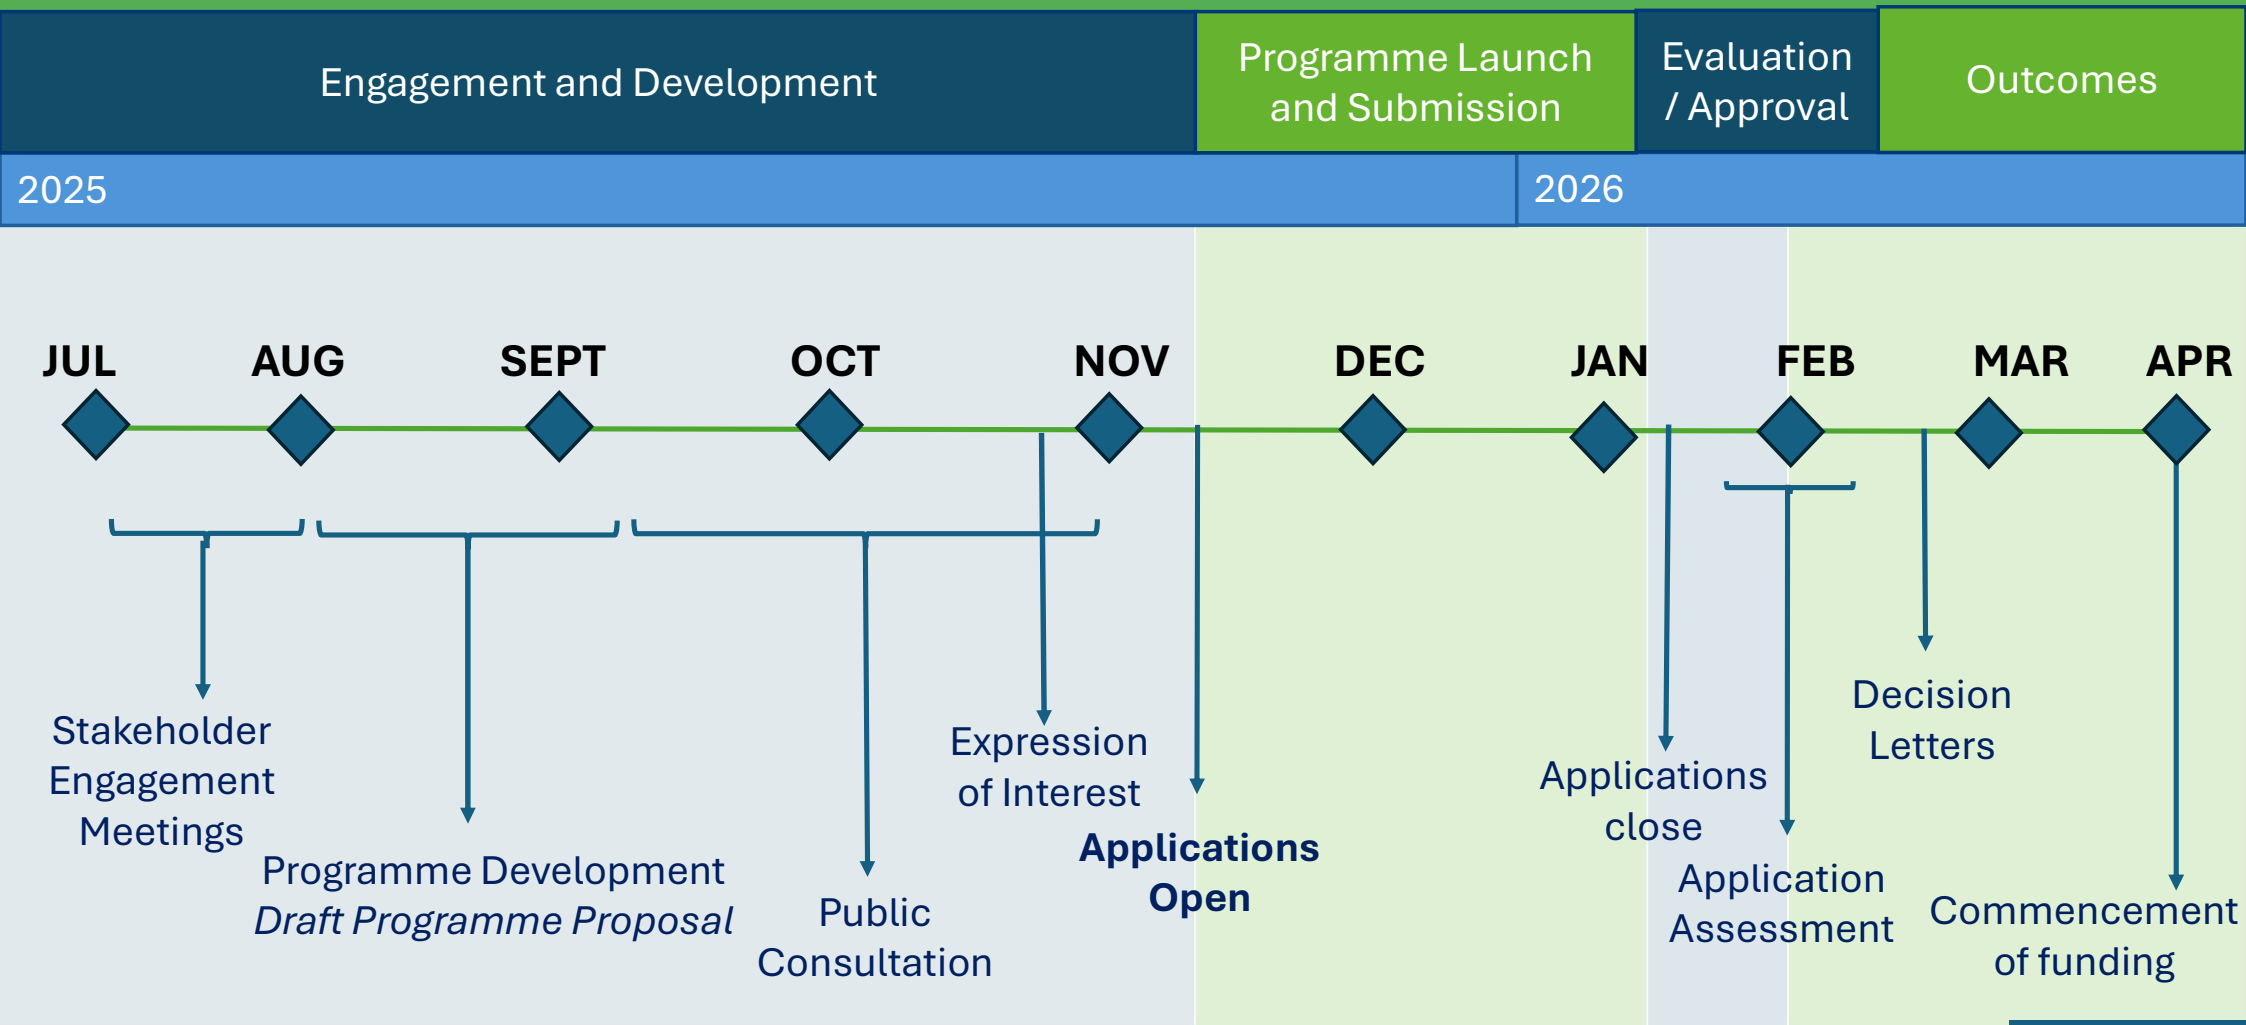 Engagement and Development
Programme Launch
and Submission
Evaluation
/ Approval
Outcomes
2025
2026
JUL
AUG
SEPT
OCT
NOV
DEC
JAN
FEB
MAR
APR
Stakeholder
Engagement
Meetings
Programme Development
Draft Programme Proposal
Public
Consultation
Expression
of Interest
Applications
Open
Applications
close
Application
Assessment
Decision
Letters
Commencement
of funding